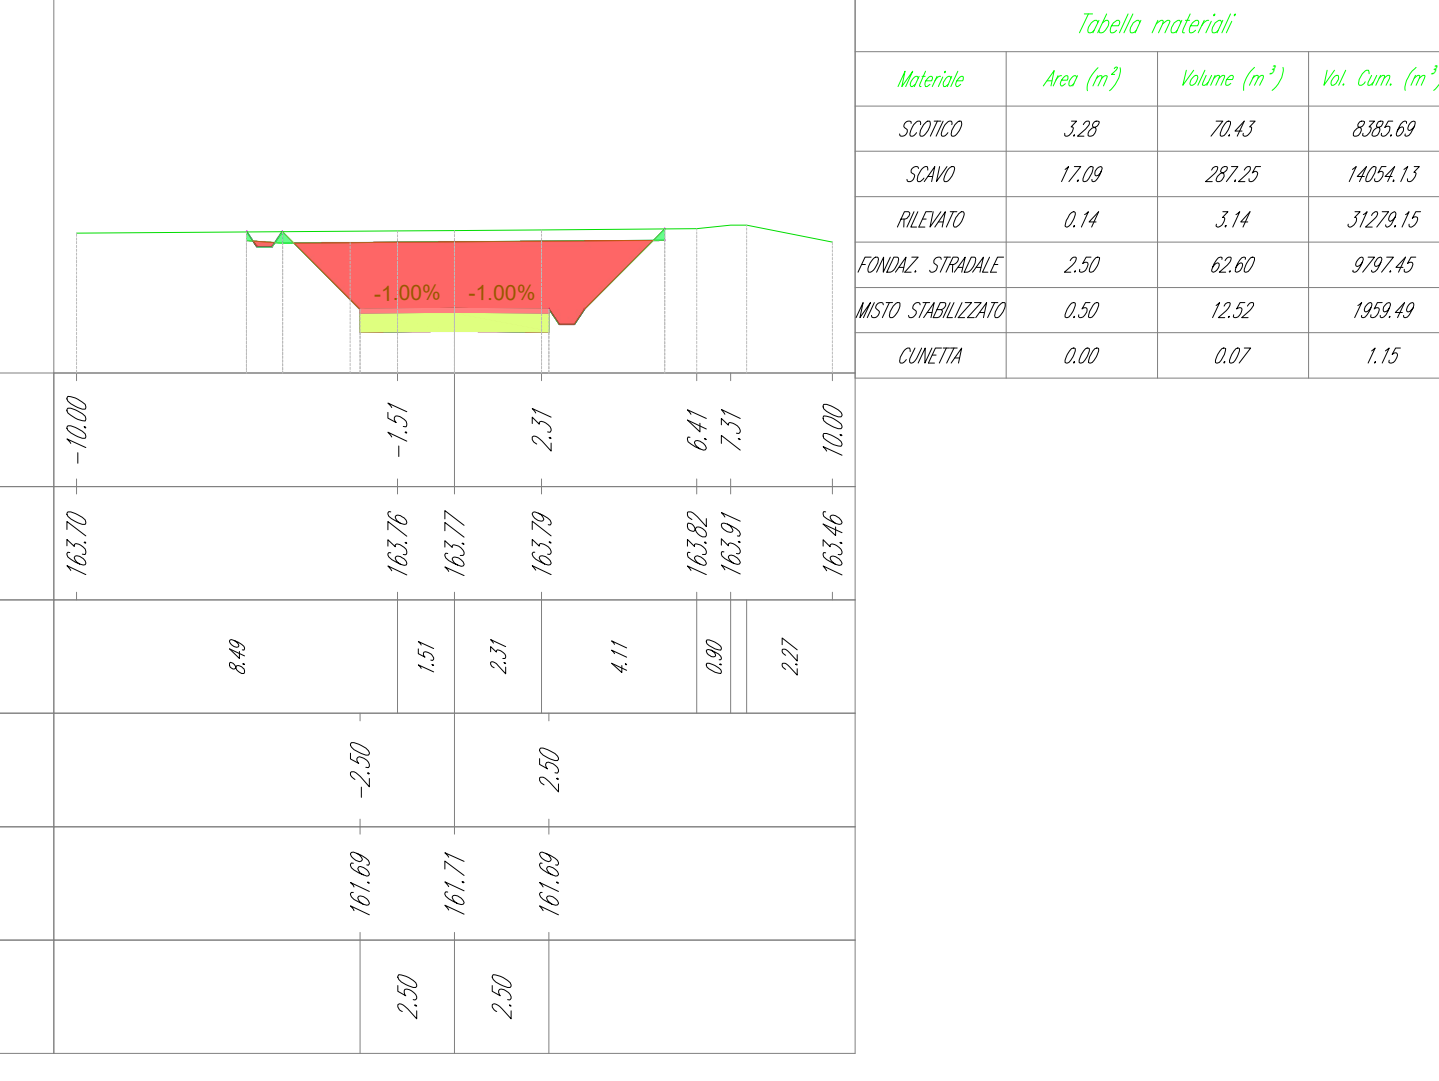 Tabella materiali
Materiale Area (m²) Volume (m³) Vol. Cum. (m³)
SCOTICO 3.28 70.43 8385.69
SCAVO 17.09 287.25 14054.13
RILEVATO 0.14 3.14 31279.15
FONDAZ. STRADALE 2.50 62.60 9797.45
MISTO STABILIZZATO 0.50 12.52 1959.49
CUNETTA 0.00 0.07 1.15
-1.00% -1.00%
-10.00 -1.51 2.31 6.41 7.31 10.00
163.70 163.76 163.77 163.79 163.82 163.91 163.46
8.49 1.51 2.31 4.11 0.90 2.27
-2.50 2.50
161.69 161.71 161.69
2.50 2.50